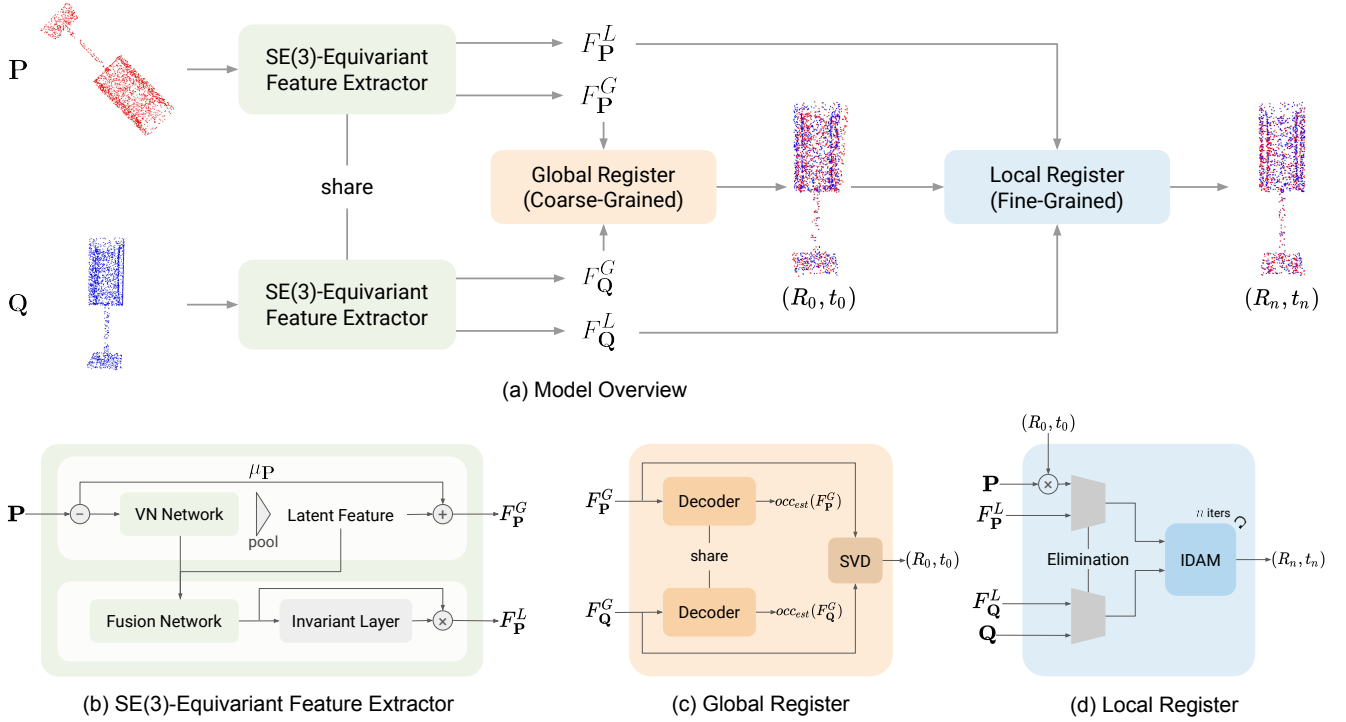 P
SE(3)-Equivariant
Feature Extractor
F_P^L
F_P^G
share
Global Register
(Coarse-Grained)
Local Register
(Fine-Grained)
Q
SE(3)-Equivariant
Feature Extractor
F_Q^G
F_Q^L
(R_0, t_0)
(R_n, t_n)
(a) Model Overview
μ_P
P
−
VN Network
pool
Latent Feature
+
F_P^G
Fusion Network
Invariant Layer
×
F_P^L
(b) SE(3)-Equivariant Feature Extractor
F_P^G
Decoder
occ_est(F_P^G)
share
SVD
(R_0, t_0)
F_Q^G
Decoder
occ_est(F_Q^G)
(c) Global Register
(R_0, t_0)
P
×
F_P^L
n iters
Elimination
IDAM
(R_n, t_n)
F_Q^L
Q
(d) Local Register